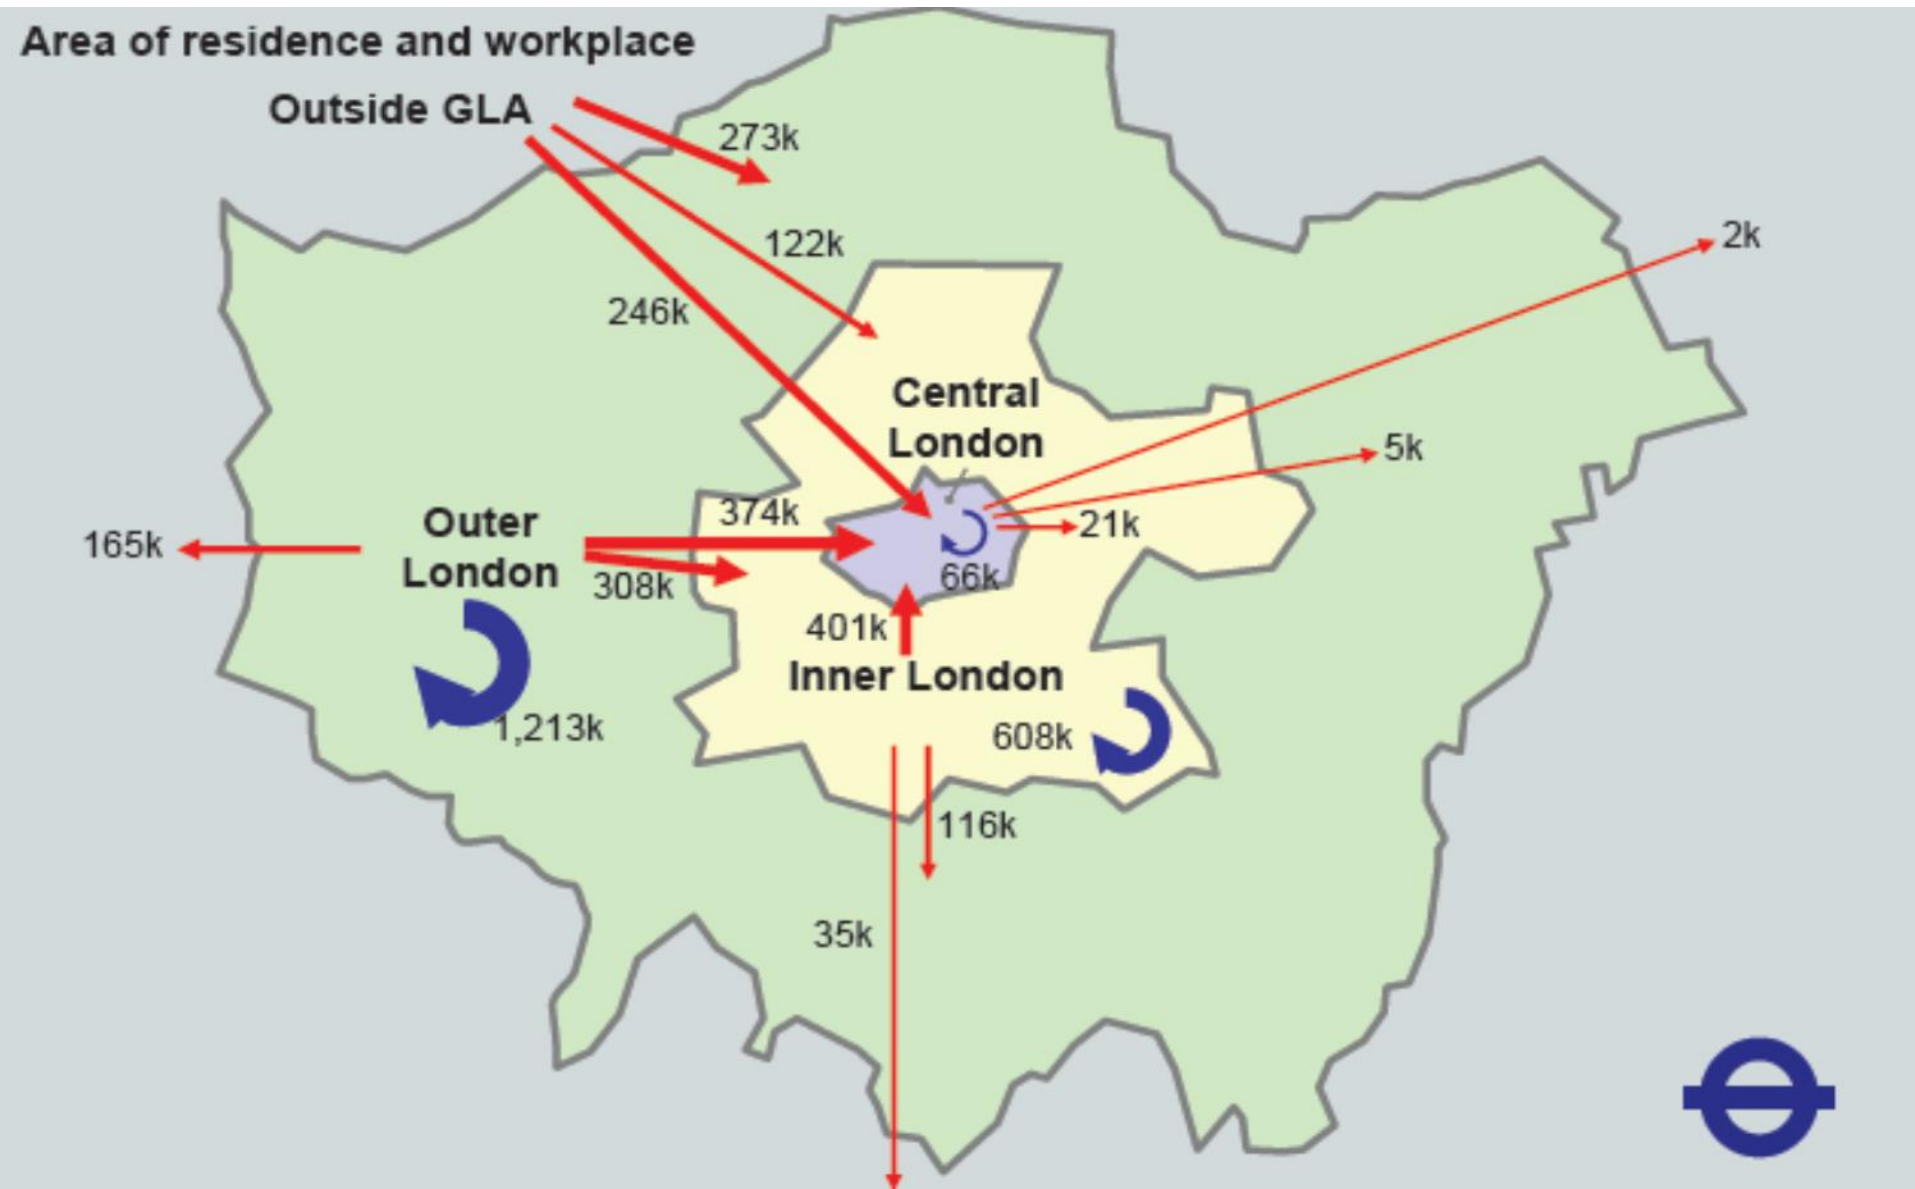 Area of residence and workplace
Outside GLA
273k
2k
122k
246k
Central
London
5k
374k
21k
Outer
London
165k
308k
66k
401k
Inner London
1,213k
608k
116k
35k